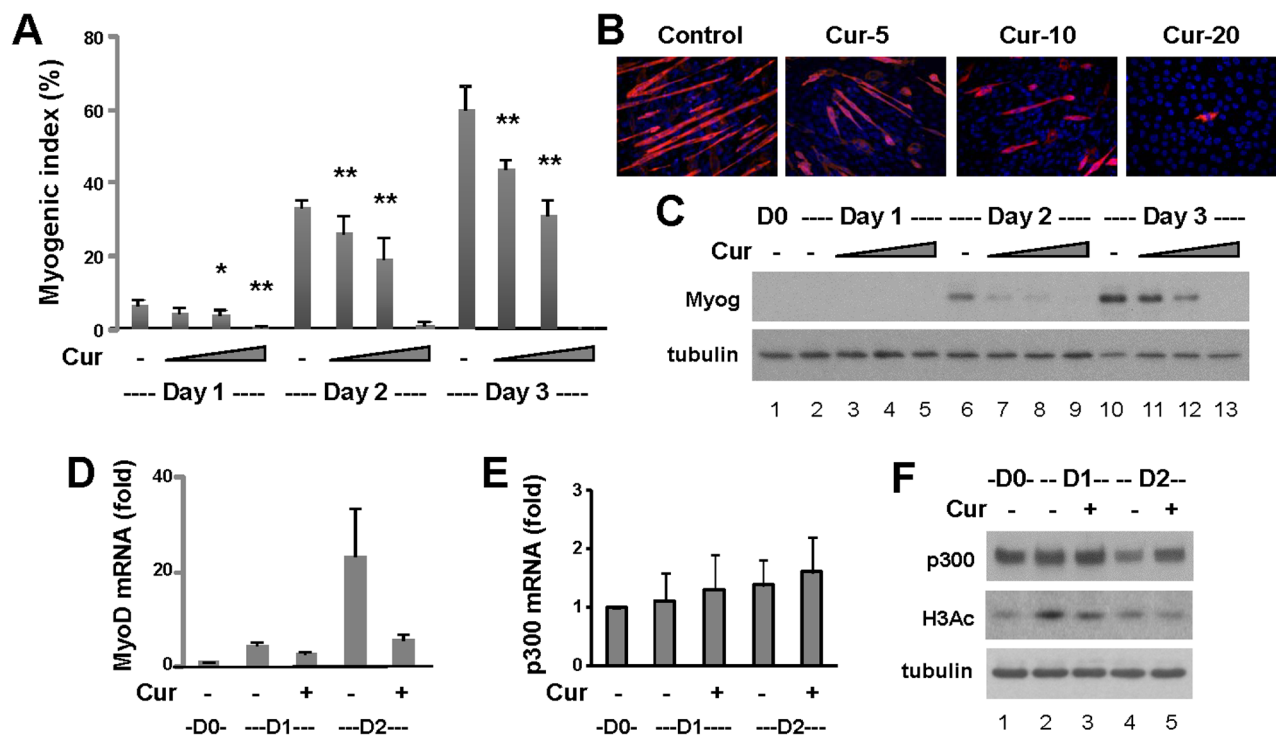 A
Myogenic index (%)
80
60
40
20
0
* ** ** ** ** **
Cur - - -
---- Day 1 ---- ---- Day 2 ---- ---- Day 3 ----
B
Control Cur-5 Cur-10 Cur-20
C
D0 ---- Day 1 ---- ---- Day 2 ---- ---- Day 3 ----
Cur - - - -
Myog
tubulin
1 2 3 4 5 6 7 8 9 10 11 12 13
D
MyoD mRNA (fold)
40
20
0
Cur - - + - +
-D0- ---D1--- ---D2---
E
p300 mRNA (fold)
3
2
1
0
Cur - - + - +
-D0- ---D1---- ---D2---
F
-D0- --- D1-- -- D2--
Cur - - + - +
p300
H3Ac
tubulin
1 2 3 4 5